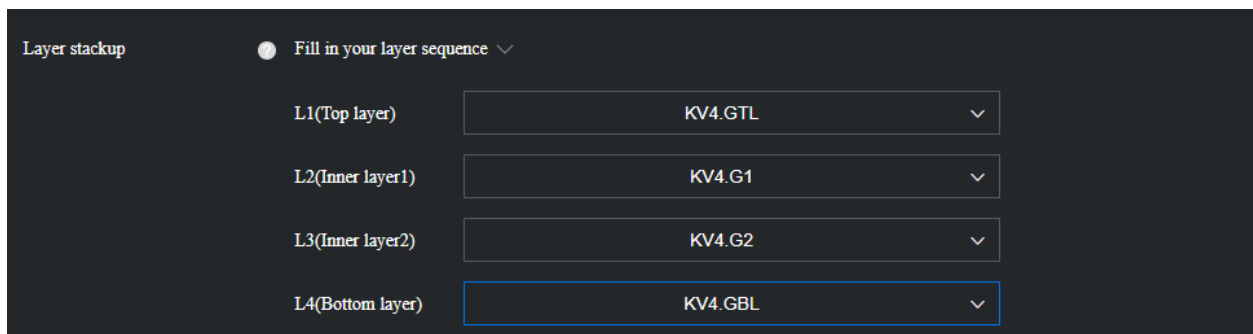 Layer stackup ? Fill in your layer sequence
L1(Top layer) KV4.GTL
L2(Inner layer1) KV4.G1
L3(Inner layer2) KV4.G2
L4(Bottom layer) KV4.GBL